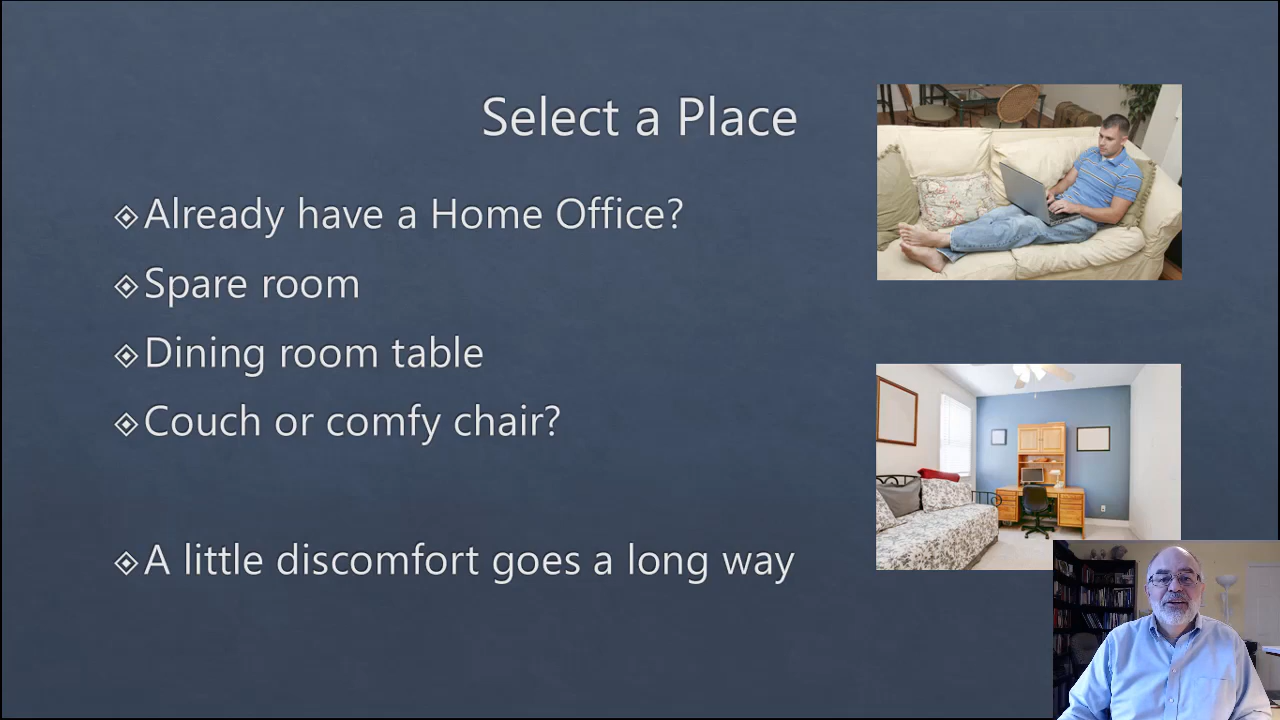 Select a Place
Already have a Home Office?
Spare room
Dining room table
Couch or comfy chair?
A little discomfort goes a long way